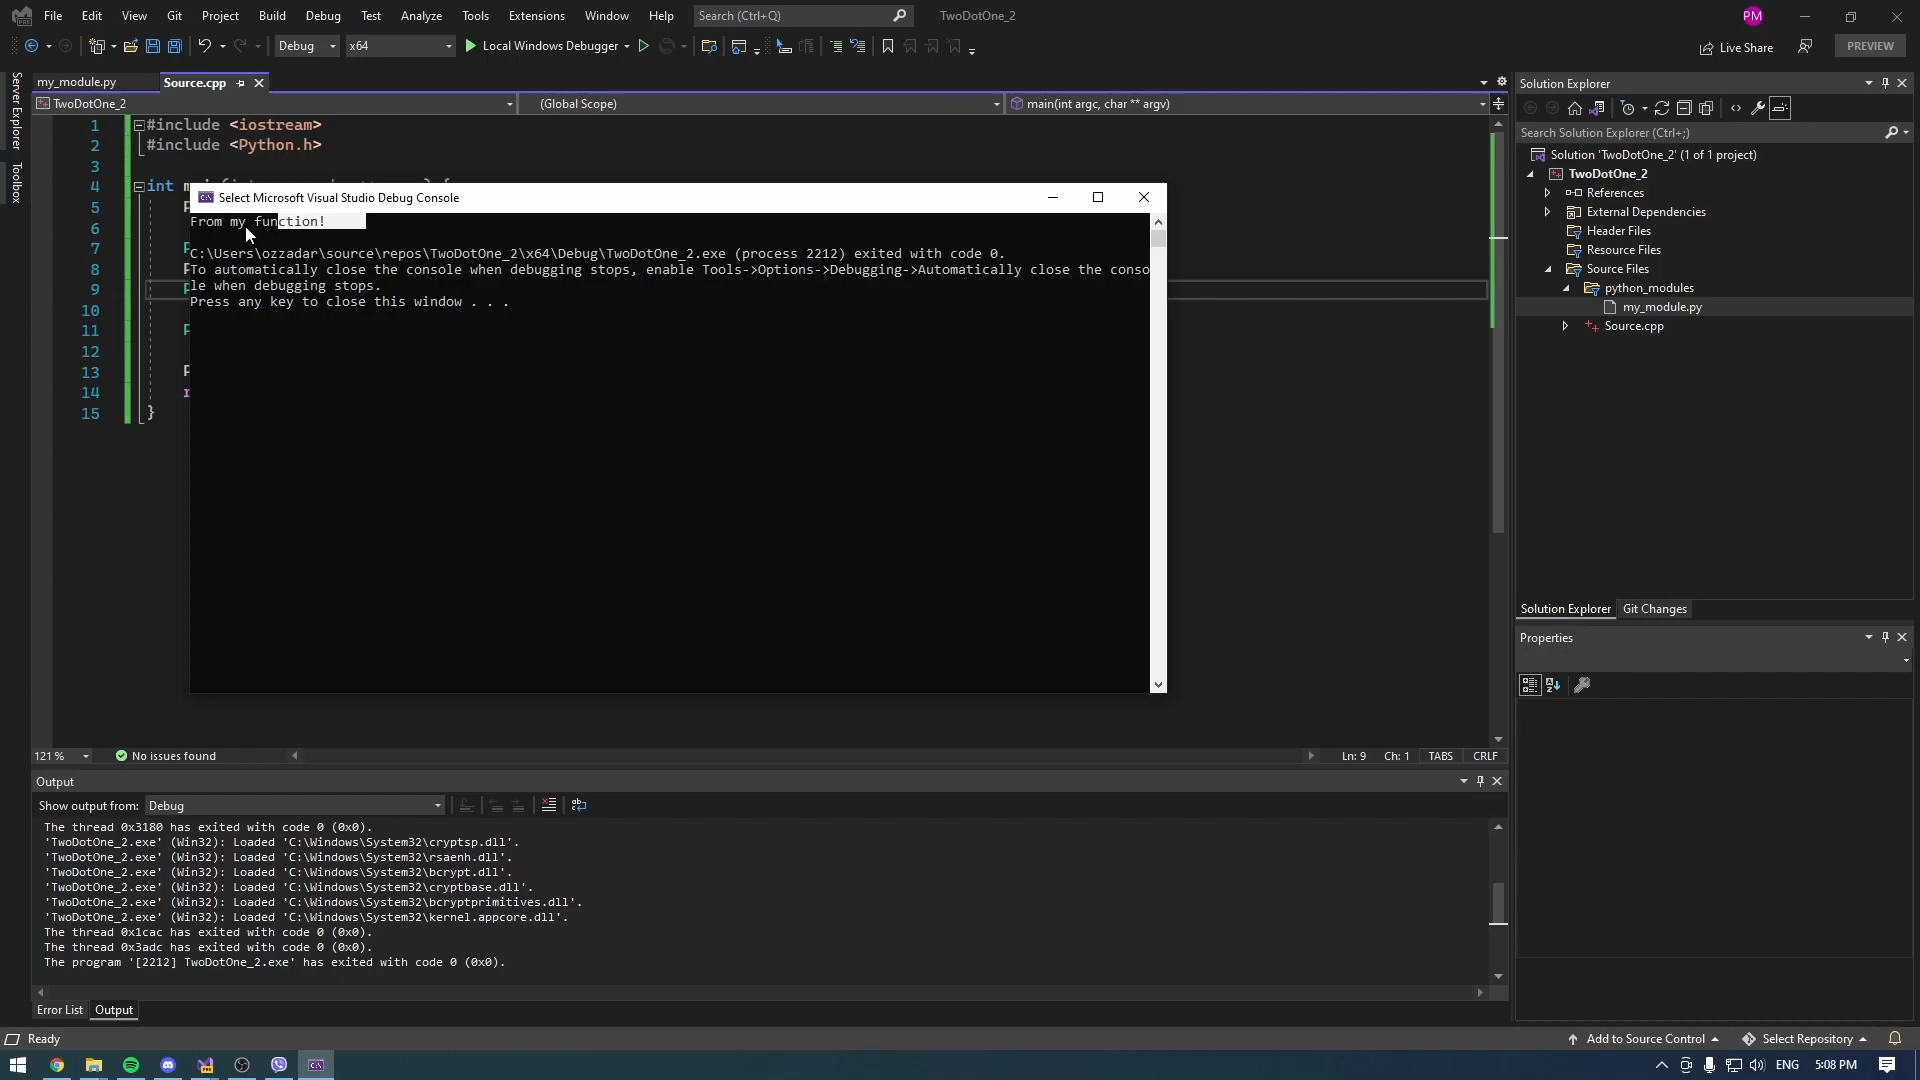 File Edit View Git Project Build Debug Test Analyze Tools Extensions Window Help Search (Ctrl+Q) TwoDotOne_2 PM
Debug x64 Local Windows Debugger Live Share PREVIEW
Server Explorer
Toolbox
my_module.py Source.cpp
TwoDotOne_2 (Global Scope) main(int argc, char ** argv)
1 #include <iostream>
2 #include <Python.h>
3
4 int
5
6
7
8
9
10
11
12
13
14
15 }
Select Microsoft Visual Studio Debug Console
From my function!
C:\Users\ozzadar\source\repos\TwoDotOne_2\x64\Debug\TwoDotOne_2.exe (process 2212) exited with code 0.
To automatically close the console when debugging stops, enable Tools->Options->Debugging->Automatically close the conso
le when debugging stops.
Press any key to close this window . . .
121 % No issues found Ln: 9 Ch: 1 TABS CRLF
Output
Show output from: Debug
The thread 0x3180 has exited with code 0 (0x0).
'TwoDotOne_2.exe' (Win32): Loaded 'C:\Windows\System32\cryptsp.dll'.
'TwoDotOne_2.exe' (Win32): Loaded 'C:\Windows\System32\rsaenh.dll'.
'TwoDotOne_2.exe' (Win32): Loaded 'C:\Windows\System32\bcrypt.dll'.
'TwoDotOne_2.exe' (Win32): Loaded 'C:\Windows\System32\cryptbase.dll'.
'TwoDotOne_2.exe' (Win32): Loaded 'C:\Windows\System32\bcryptprimitives.dll'.
'TwoDotOne_2.exe' (Win32): Loaded 'C:\Windows\System32\kernel.appcore.dll'.
The thread 0x1cac has exited with code 0 (0x0).
The thread 0x3adc has exited with code 0 (0x0).
The program '[2212] TwoDotOne_2.exe' has exited with code 0 (0x0).
Error List Output
Solution Explorer
Search Solution Explorer (Ctrl+;)
Solution 'TwoDotOne_2' (1 of 1 project)
TwoDotOne_2
References
External Dependencies
Header Files
Resource Files
Source Files
python_modules
my_module.py
Source.cpp
Solution Explorer Git Changes
Properties
Ready Add to Source Control Select Repository
ENG 5:08 PM